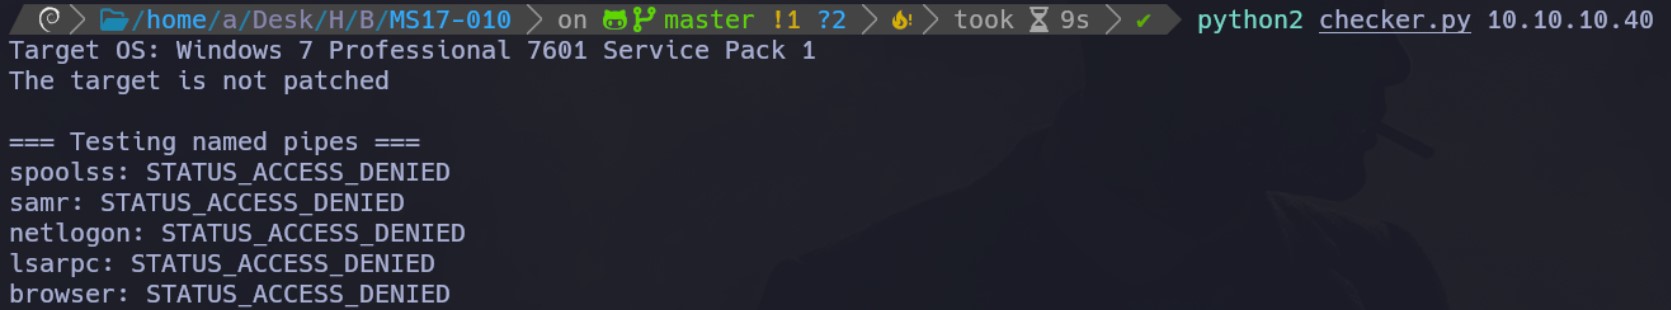 /home/a/Desk/H/B/MS17-010 on master !1 ?2 took 9s ✔ python2 checker.py 10.10.10.40
Target OS: Windows 7 Professional 7601 Service Pack 1
The target is not patched
=== Testing named pipes ===
spoolss: STATUS_ACCESS_DENIED
samr: STATUS_ACCESS_DENIED
netlogon: STATUS_ACCESS_DENIED
lsarpc: STATUS_ACCESS_DENIED
browser: STATUS_ACCESS_DENIED